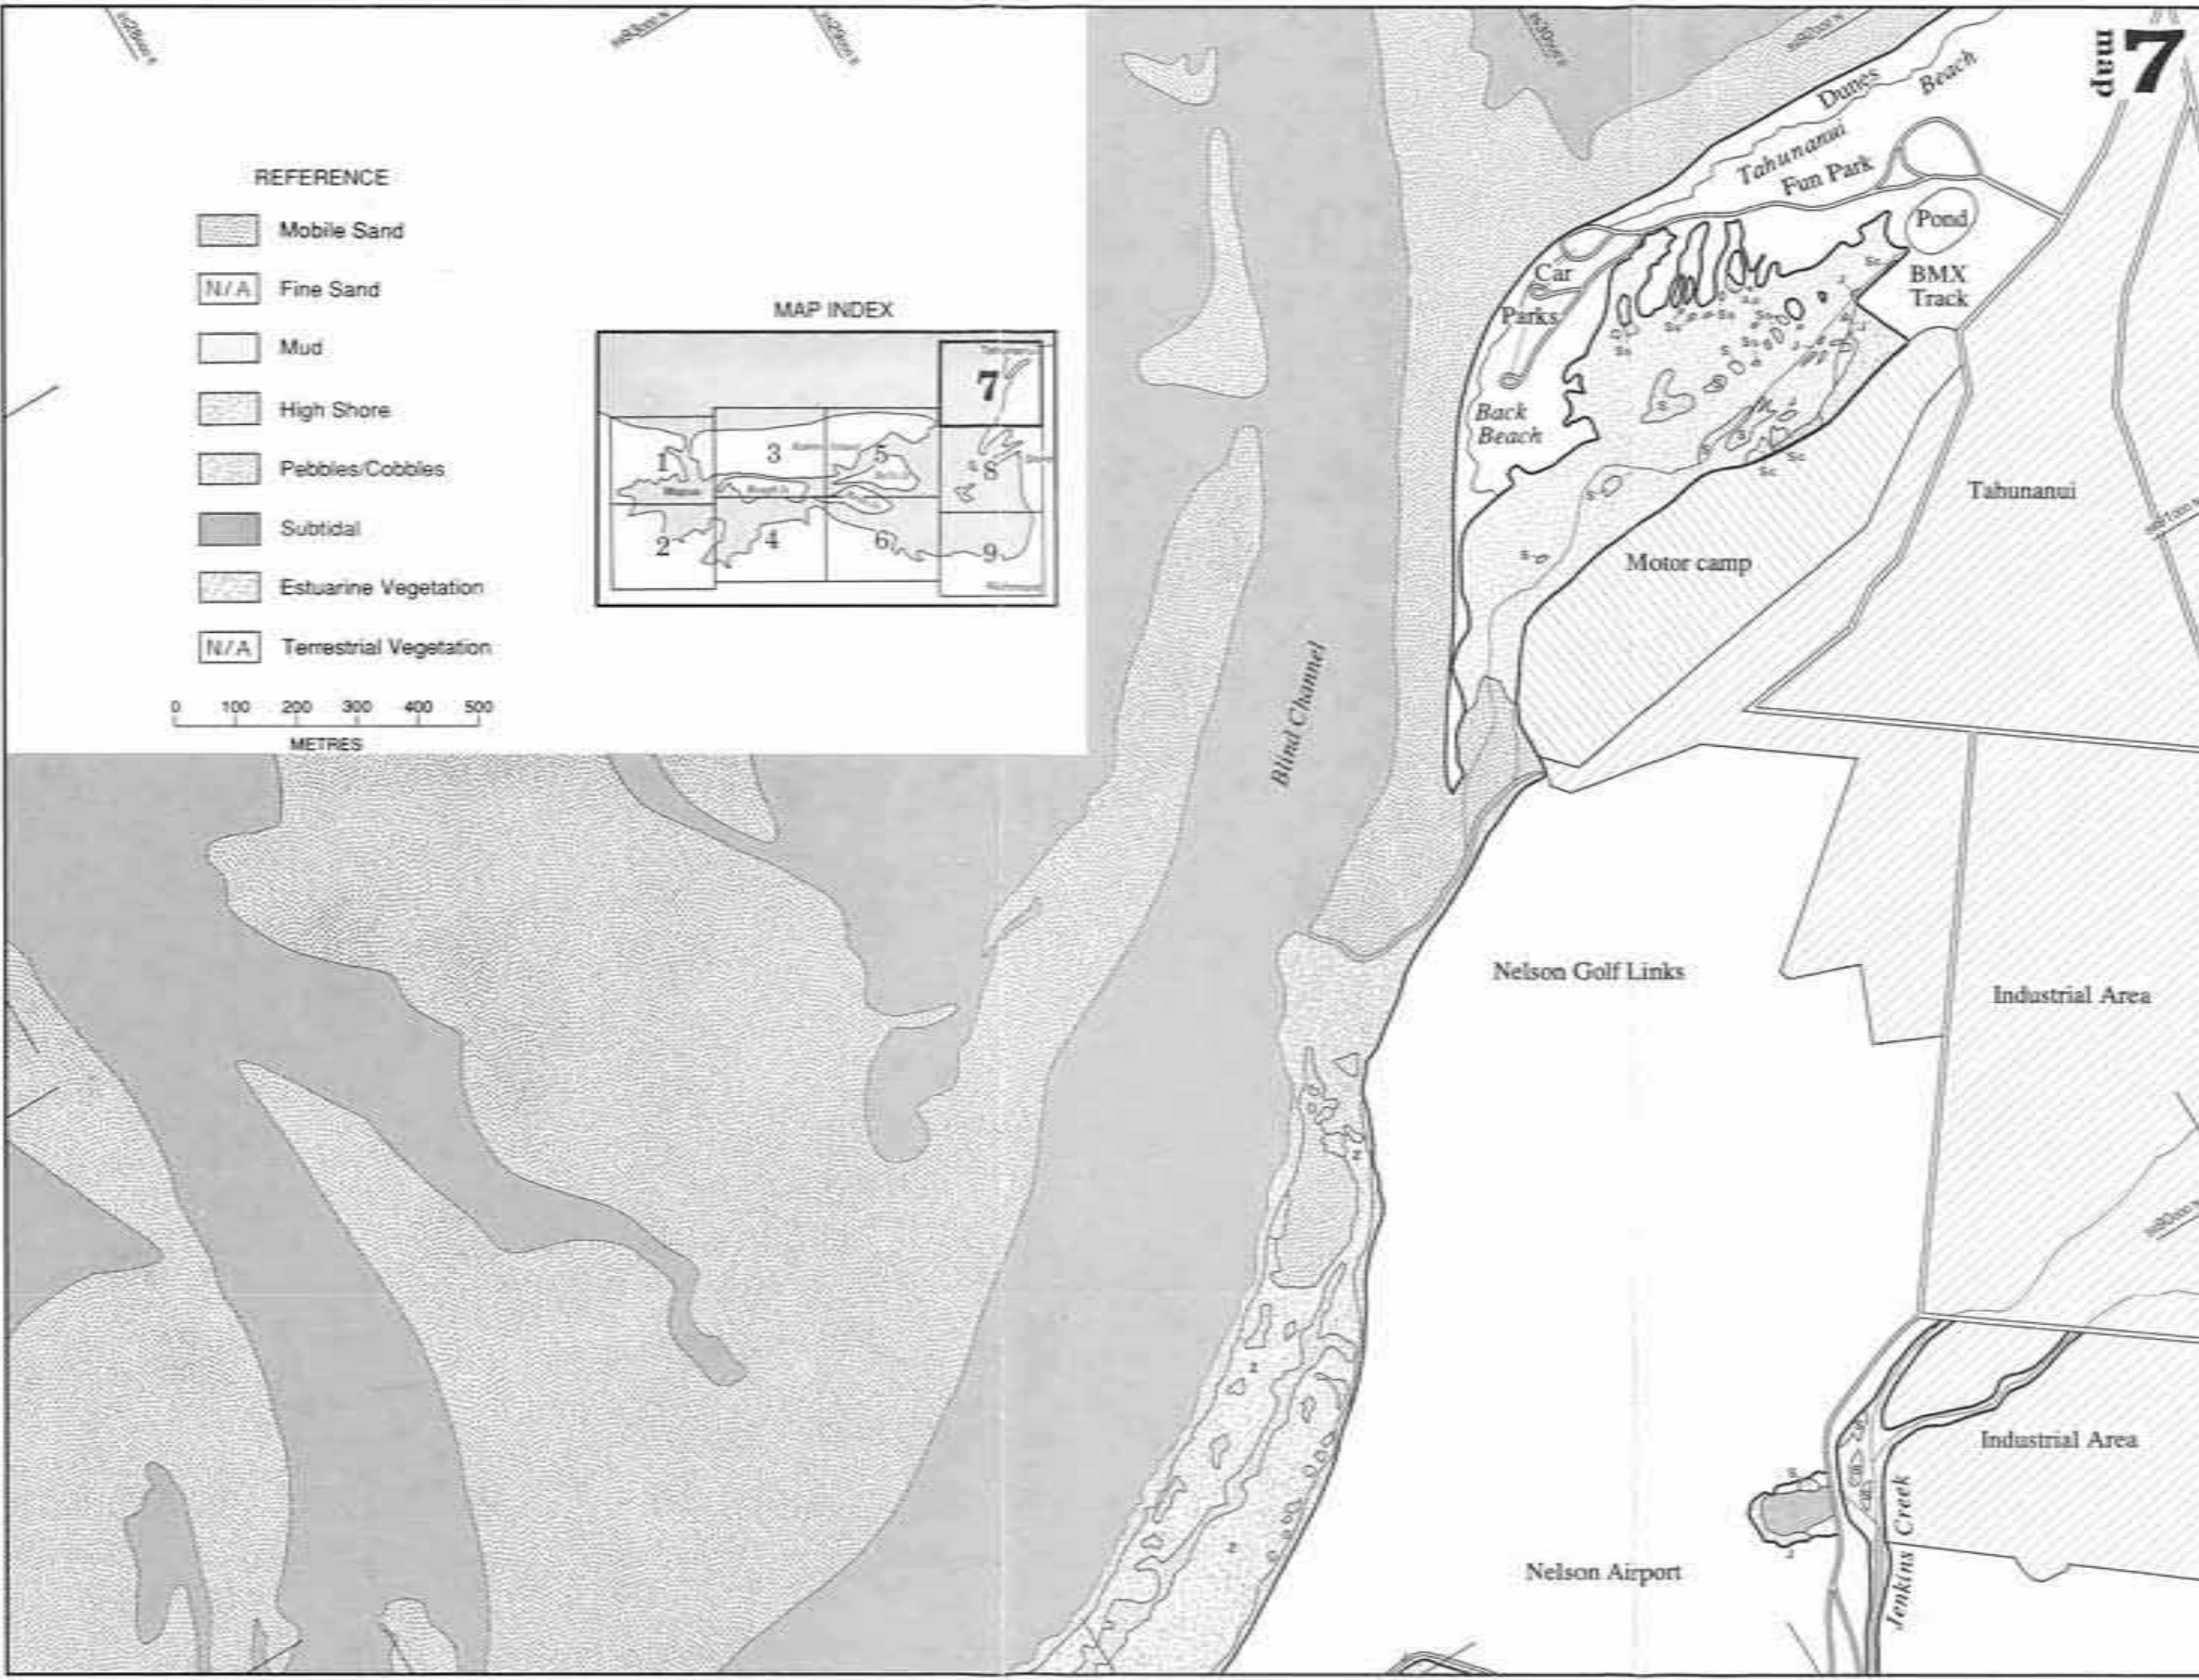 map 7
REFERENCE
Mobile Sand
N/A Fine Sand
Mud
High Shore
Pebbles/Cobbles
Subtidal
Estuarine Vegetation
N/A Terrestrial Vegetation
0 100 200 300 400 500
METRES
MAP INDEX
7
1
3
5
8
2
4
6
9
Dunes
Beach
Tahunanui
Fun Park
Pond
BMX
Track
Car
Parks
Back
Beach
Tahunanui
Motor camp
Blind Channel
Nelson Golf Links
Industrial Area
Industrial Area
Jenkins Creek
Nelson Airport